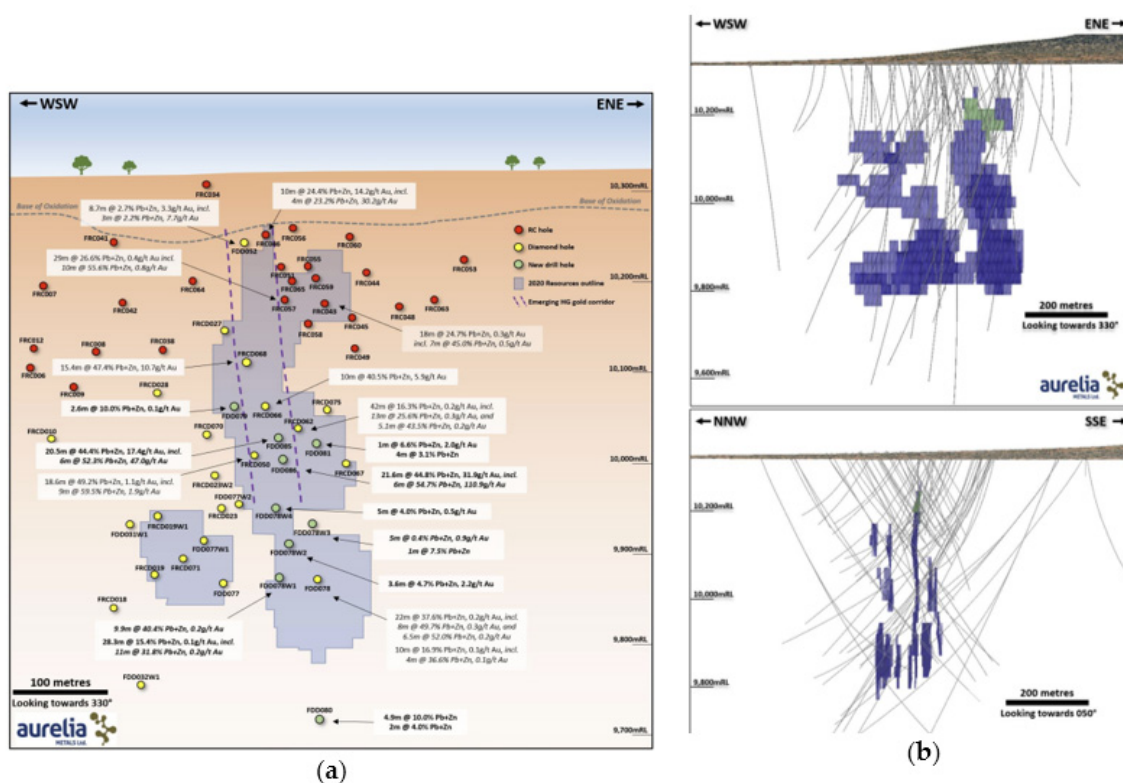 WSW
ENE
10,300mRL
10,200mRL
10,100mRL
10,000mRL
9,900mRL
9,800mRL
9,700mRL
Base of Oxidation
10m @ 24.4% Pb+Zn, 14.2g/t Au, incl.
4m @ 23.2% Pb+Zn, 30.2g/t Au
8.7m @ 2.7% Pb+Zn, 3.3g/t Au, incl.
3m @ 2.2% Pb+Zn, 7.7g/t Au
29m @ 26.6% Pb+Zn, 0.4g/t Au, incl.
10m @ 55.6% Pb+Zn, 0.8g/t Au
RC hole
Diamond hole
New drill hole
2020 Resources outline
Emerging HG gold corridor
FRC034
FRC041
FDD052
FRC056
FRC060
FRC055
FRC053
FRC044
FRC059
FRC065
FRC064
FRC007
FRC042
FRC057
FRC043
FRC063
FRC048
FRC045
FRC058
FRC049
FRCD027
FRC012
FRC008
FRC038
FRC006
FRC009
FRCD068
FRCD028
18m @ 24.7% Pb+Zn, 0.3g/t Au
incl. 7m @ 45.0% Pb+Zn, 0.5g/t Au
15.4m @ 47.4% Pb+Zn, 10.7g/t Au
10m @ 40.5% Pb+Zn, 5.9g/t Au
2.6m @ 10.0% Pb+Zn, 0.1g/t Au
FDD079
FRCD066
FRCD075
FRCD062
42m @ 16.3% Pb+Zn, 0.2g/t Au, incl.
13m @ 25.6% Pb+Zn, 0.3g/t Au, and
5.1m @ 43.5% Pb+Zn, 0.2g/t Au
FRCD010
FRCD070
FDD085
FDD081
1m @ 6.6% Pb+Zn, 2.0g/t Au
4m @ 3.1% Pb+Zn
20.5m @ 44.4% Pb+Zn, 17.4g/t Au, incl.
6m @ 52.3% Pb+Zn, 47.0g/t Au
FRCD050
FDD086
FRCD067
21.6m @ 44.8% Pb+Zn, 31.9g/t Au, incl.
6m @ 54.7% Pb+Zn, 110.9g/t Au
18.6m @ 49.2% Pb+Zn, 1.1g/t Au, incl.
9m @ 59.5% Pb+Zn, 1.9g/t Au
FRCD023W2
FDD077W2
FRCD023
FDD078W4
5m @ 4.0% Pb+Zn, 0.5g/t Au
FRCD019W1
FDD031W1
FDD077W1
FDD078W3
5m @ 0.4% Pb+Zn, 0.9g/t Au
1m @ 7.5% Pb+Zn
FDD078W2
FRCD019
FRCD071
FDD077
FDD078W1
FDD078
3.6m @ 4.7% Pb+Zn, 2.2g/t Au
FRCD018
9.9m @ 40.4% Pb+Zn, 0.2g/t Au
28.3m @ 15.4% Pb+Zn, 0.1g/t Au, incl.
11m @ 31.8% Pb+Zn, 0.2g/t Au
22m @ 37.6% Pb+Zn, 0.2g/t Au, incl.
8m @ 49.7% Pb+Zn, 0.3g/t Au, and
6.5m @ 52.0% Pb+Zn, 0.2g/t Au
10m @ 16.9% Pb+Zn, 0.1g/t Au, incl.
4m @ 36.6% Pb+Zn, 0.1g/t Au
FDD032W1
FDD080
4.9m @ 10.0% Pb+Zn
2m @ 4.0% Pb+Zn
100 metres
Looking towards 330°
aurelia
METALS Ltd.
(a)
WSW
ENE
10,200mRL
10,000mRL
9,800mRL
9,600mRL
200 metres
Looking towards 330°
aurelia
METALS Ltd.
NNW
SSE
10,200mRL
10,000mRL
9,800mRL
200 metres
Looking towards 050°
aurelia
METALS Ltd.
(b)